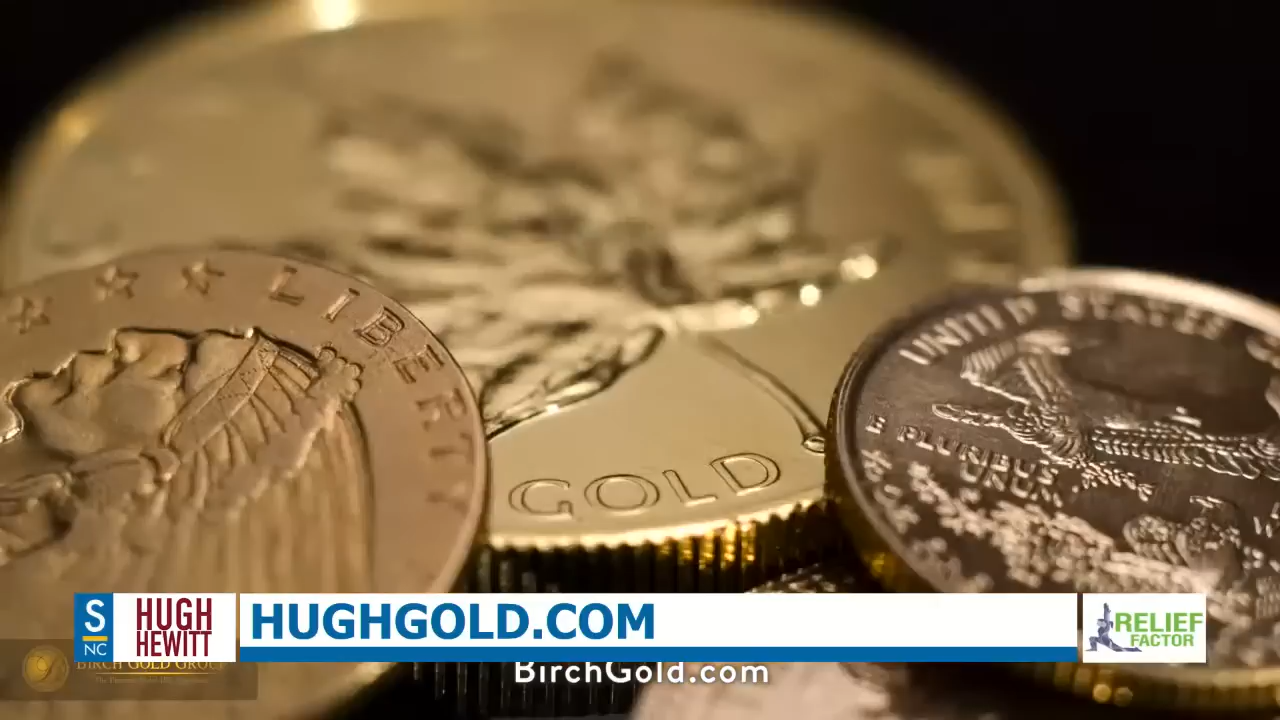 LIBERTY
UNITED STATES
E PLURIBUS
UNUM
GOLD
S
NC
HUGH
HEWITT
HUGHGOLD.COM
RELIEF
FACTOR
BIRCH GOLD GROUP
BirchGold.com